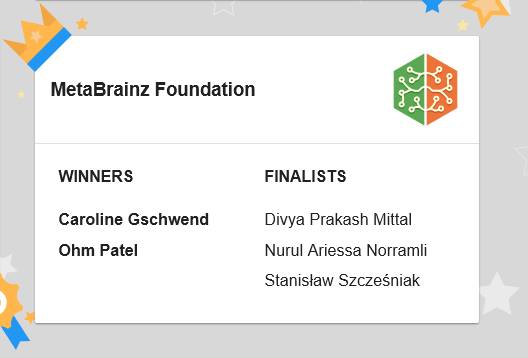 MetaBrainz Foundation
WINNERS
Caroline Gschwend
Ohm Patel
FINALISTS
Divya Prakash Mittal
Nurul Ariessa Norramli
Stanisław Szcześniak